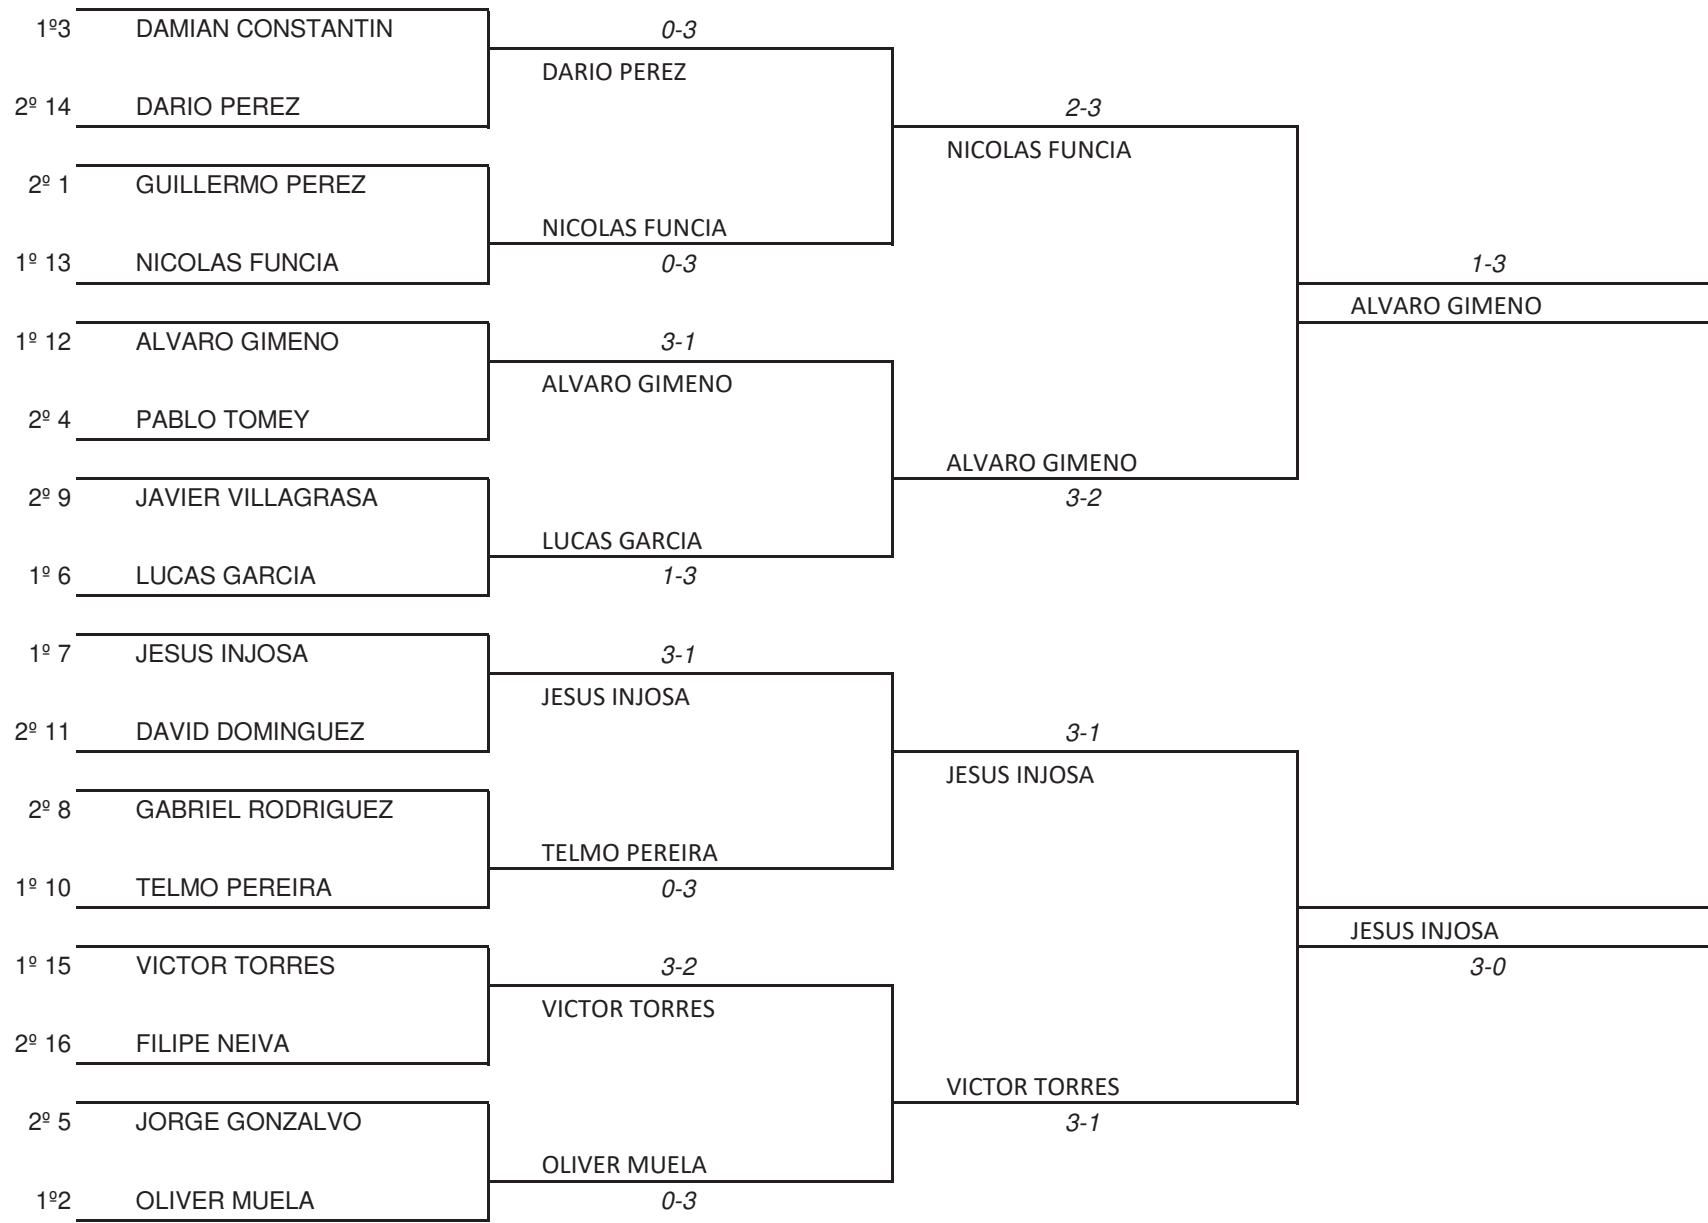 1º3 DAMIAN CONSTANTIN 0-3
DARIO PEREZ
2º 14 DARIO PEREZ 2-3
NICOLAS FUNCIA
2º 1 GUILLERMO PEREZ
NICOLAS FUNCIA
1º 13 NICOLAS FUNCIA 0-3 1-3
ALVARO GIMENO
1º 12 ALVARO GIMENO 3-1
ALVARO GIMENO
2º 4 PABLO TOMEY
ALVARO GIMENO
2º 9 JAVIER VILLAGRASA 3-2
LUCAS GARCIA
1º 6 LUCAS GARCIA 1-3
1º 7 JESUS INJOSA 3-1
JESUS INJOSA
2º 11 DAVID DOMINGUEZ 3-1
JESUS INJOSA
2º 8 GABRIEL RODRIGUEZ
TELMO PEREIRA
1º 10 TELMO PEREIRA 0-3
JESUS INJOSA
1º 15 VICTOR TORRES 3-2 3-0
VICTOR TORRES
2º 16 FILIPE NEIVA
VICTOR TORRES
2º 5 JORGE GONZALVO 3-1
OLIVER MUELA
1º2 OLIVER MUELA 0-3